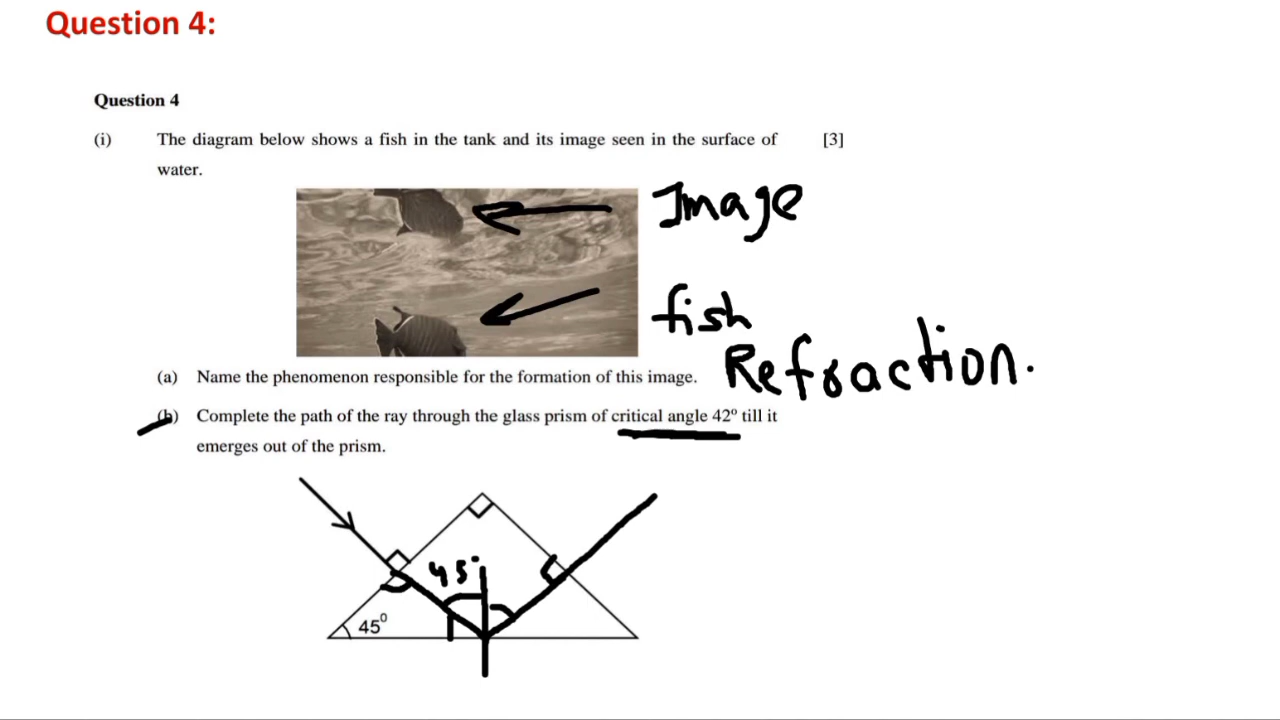 Question 4:
Question 4
(i) The diagram below shows a fish in the tank and its image seen in the surface of [3]
water.
Image
fish
(a) Name the phenomenon responsible for the formation of this image. Refraction.
(b) Complete the path of the ray through the glass prism of critical angle 42º till it
emerges out of the prism.
45°
45⁰